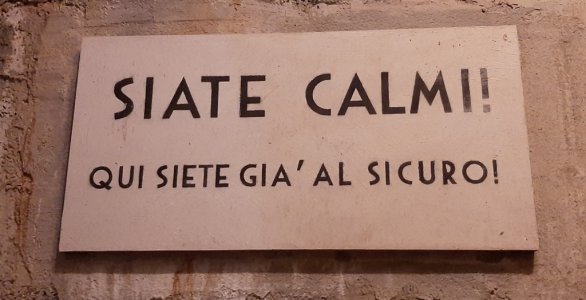 SIATE CALMI!
QUI SIETE GIA' AL SICURO!